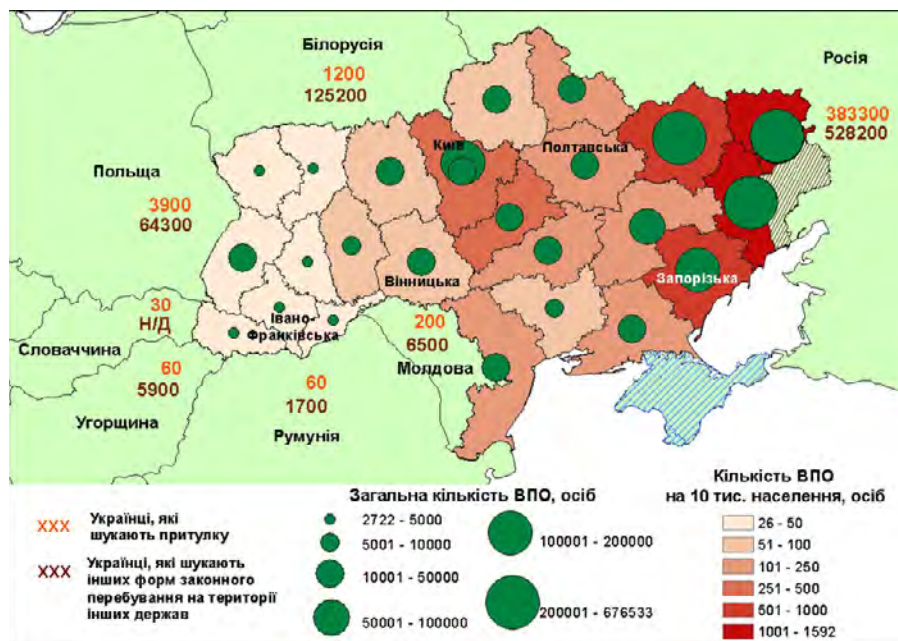 Білорусія
1200
125200
Росія
383300
528200
Київ
Полтавська
Польща
3900
64300
Вінницька
Запорізька
30
Н/Д
Словаччина
Івано-
Франківська
200
6500
Молдова
60
5900
Угорщина
60
1700
Румунія
XXX
Українці, які
шукають притулку
XXX
Українці, які шукають
інших форм законного
перебування на території
інших держав
Загальна кількість ВПО, осіб
2722 - 5000
5001 - 10000
10001 - 50000
50001 - 100000
100001 - 200000
200001 - 676533
Кількість ВПО
на 10 тис. населення, осіб
26 - 50
51 - 100
101 - 250
251 - 500
501 - 1000
1001 - 1592